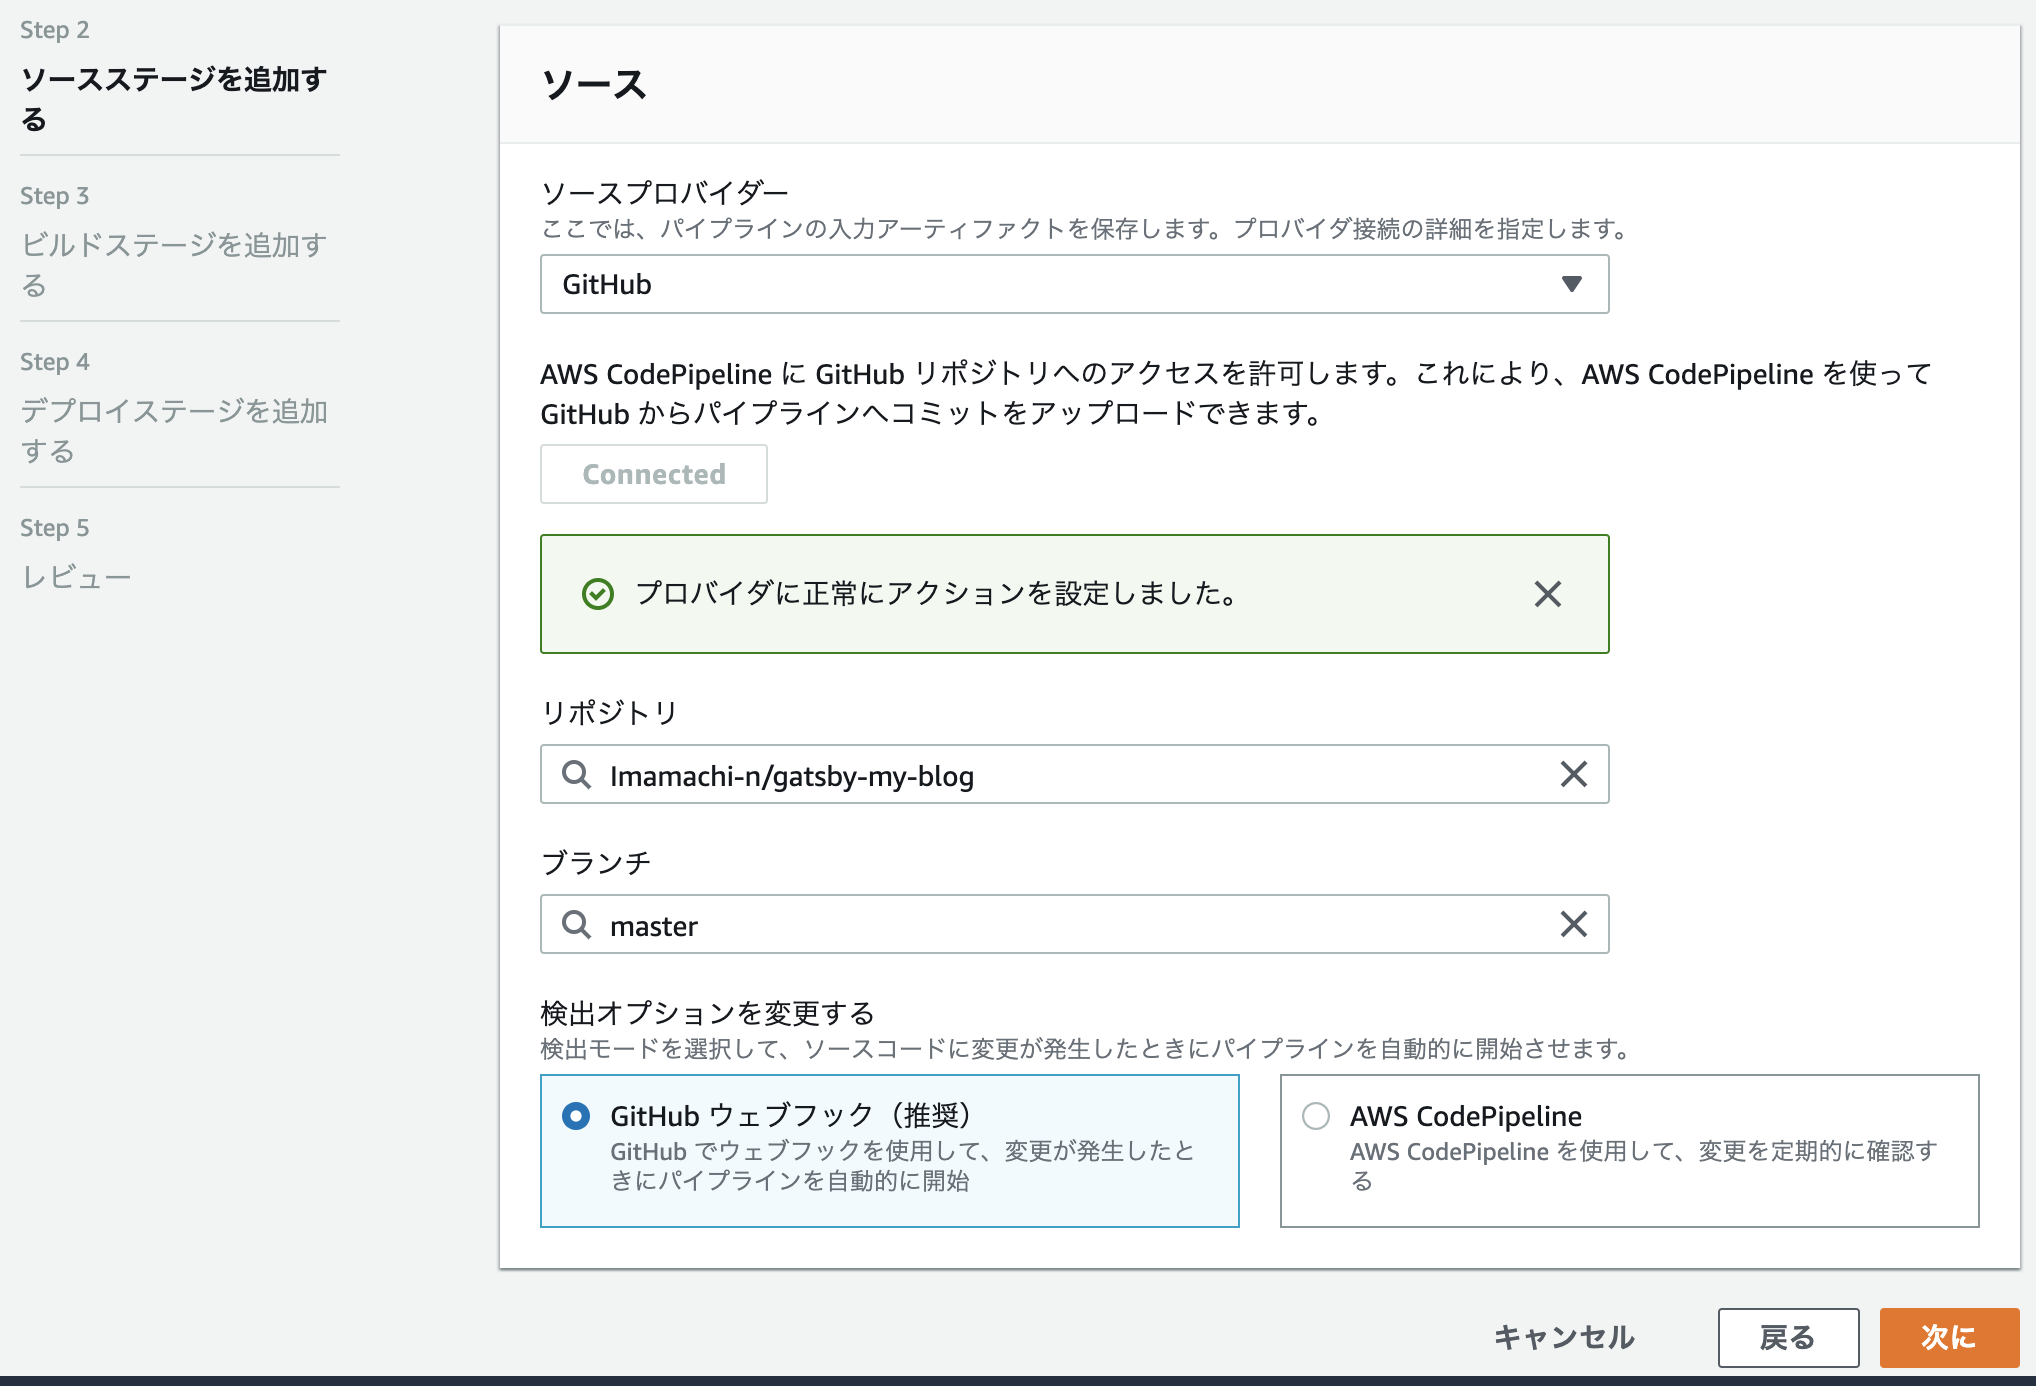 Step 2
ソースステージを追加す
る
Step 3
ビルドステージを追加す
る
Step 4
デプロイステージを追加
する
Step 5
レビュー
ソース
ソースプロバイダー
ここでは、パイプラインの入力アーティファクトを保存します。プロバイダ接続の詳細を指定します。
GitHub
AWS CodePipeline に GitHub リポジトリへのアクセスを許可します。これにより、AWS CodePipeline を使って
GitHub からパイプラインへコミットをアップロードできます。
Connected
プロバイダに正常にアクションを設定しました。
リポジトリ
Imamachi-n/gatsby-my-blog
ブランチ
master
検出オプションを変更する
検出モードを選択して、ソースコードに変更が発生したときにパイプラインを自動的に開始させます。
GitHub ウェブフック（推奨）
GitHub でウェブフックを使用して、変更が発生したと
きにパイプラインを自動的に開始
AWS CodePipeline
AWS CodePipeline を使用して、変更を定期的に確認す
る
キャンセル
戻る
次に